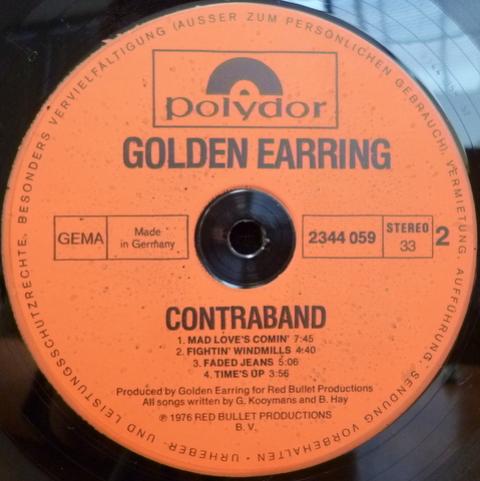 polydor
GOLDEN EARRING
GEMA
Made
in Germany
2344 059
STEREO
33
2
CONTRABAND
1. MAD LOVE'S COMIN' 7:45
2. FIGHTIN' WINDMILLS 4:40
3. FADED JEANS 5:06
4. TIME'S UP 3:56
Produced by Golden Earring for Red Bullet Productions
All songs written by G. Kooymans and B. Hay
℗ 1976 RED BULLET PRODUCTIONS
B. V.
URHEBER- UND LEISTUNGSSCHUTZRECHTE, BESONDERS VERVIELFÄLTIGUNG (AUSSER ZUM PERSÖNLICHEN GEBRAUCH), VERMIETUNG, AUFFÜHRUNG, SENDUNG VORBEHALTEN •